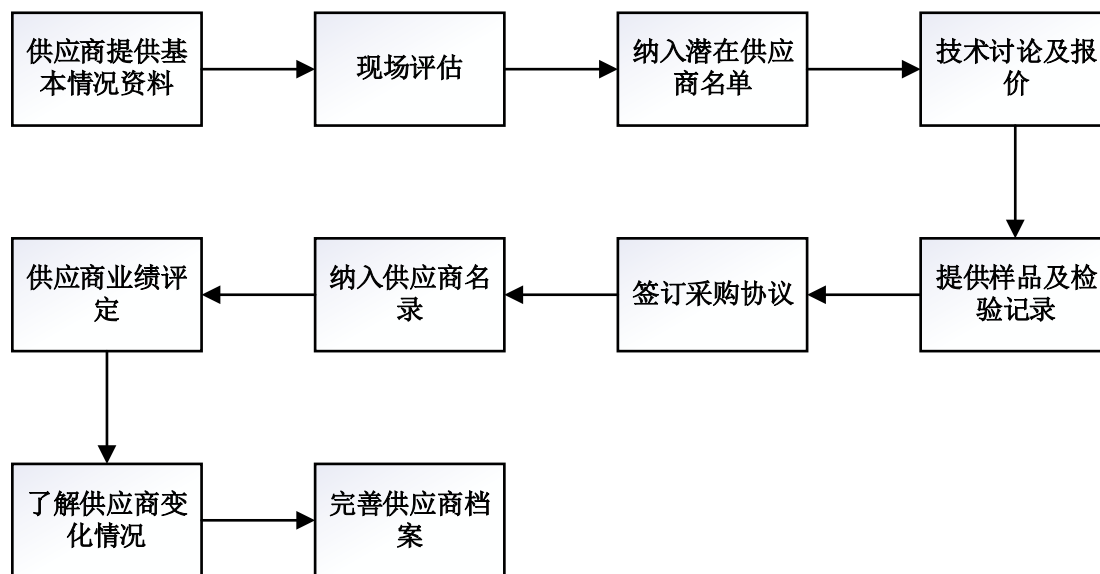 供应商提供基
本情况资料
现场评估
纳入潜在供应
商名单
技术讨论及报
价
提供样品及检
验记录
签订采购协议
纳入供应商名
录
供应商业绩评
定
了解供应商变
化情况
完善供应商档
案